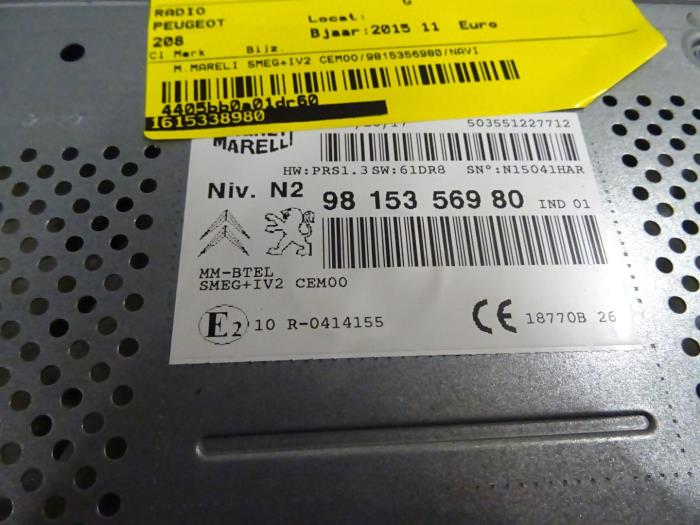 G
RADIO
PEUGEOT
Locat:
208
Bjaar:2015 11 Euro
Cl Merk Bijz.
M.MARELI SMEG+IV2 CEM00/9815356980/NAVI
4405bb0a01dr60
1615338980
MARELLI
503551227712
HW:PRS1.3 SW:61DR8 SN°:N15041HAR
Niv. N2
98 153 569 80 IND 01
MM-BTEL
SMEG+IV2 CEM00
E2 10 R-0414155
CE 18770B 26